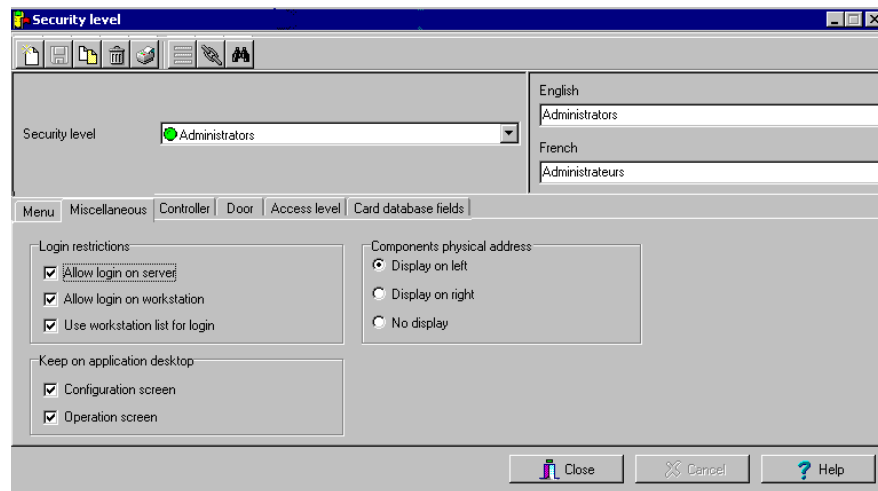 Security level
English
Administrators
Security level
Administrators
French
Administrateurs
Menu Miscellaneous Controller Door Access level Card database fields
Login restrictions
Allow login on server
Allow login on workstation
Use workstation list for login
Components physical address
Display on left
Display on right
No display
Keep on application desktop
Configuration screen
Operation screen
Close Cancel ? Help